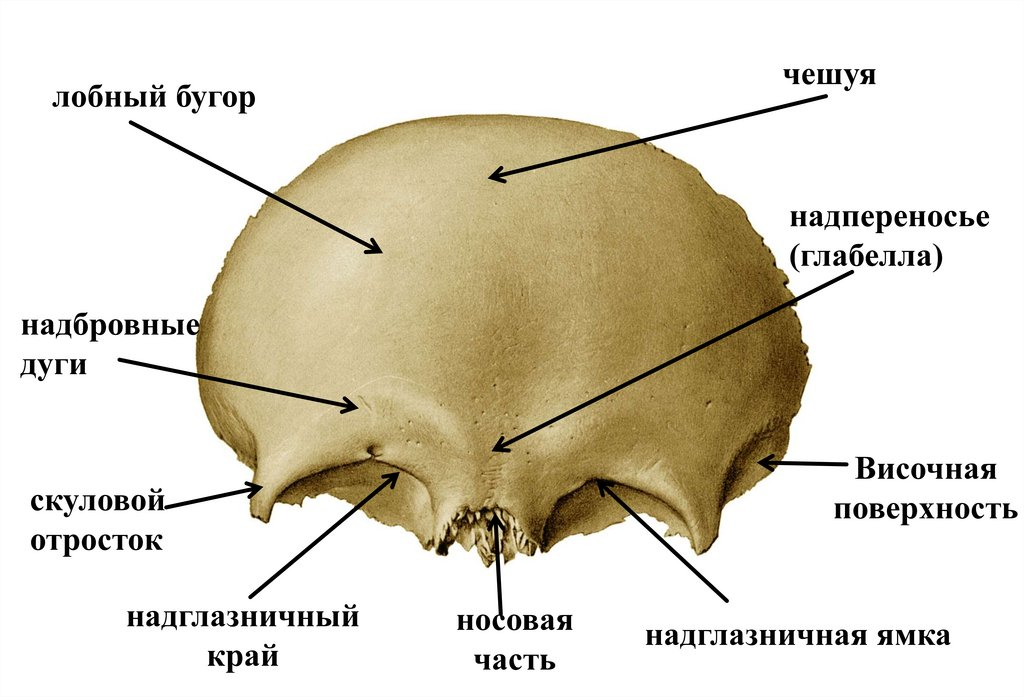 чешуя
лобный бугор
надпереносье
(глабелла)
надбровные
дуги
Височная
поверхность
скуловой
отросток
надглазничный
край
носовая
часть
надглазничная ямка